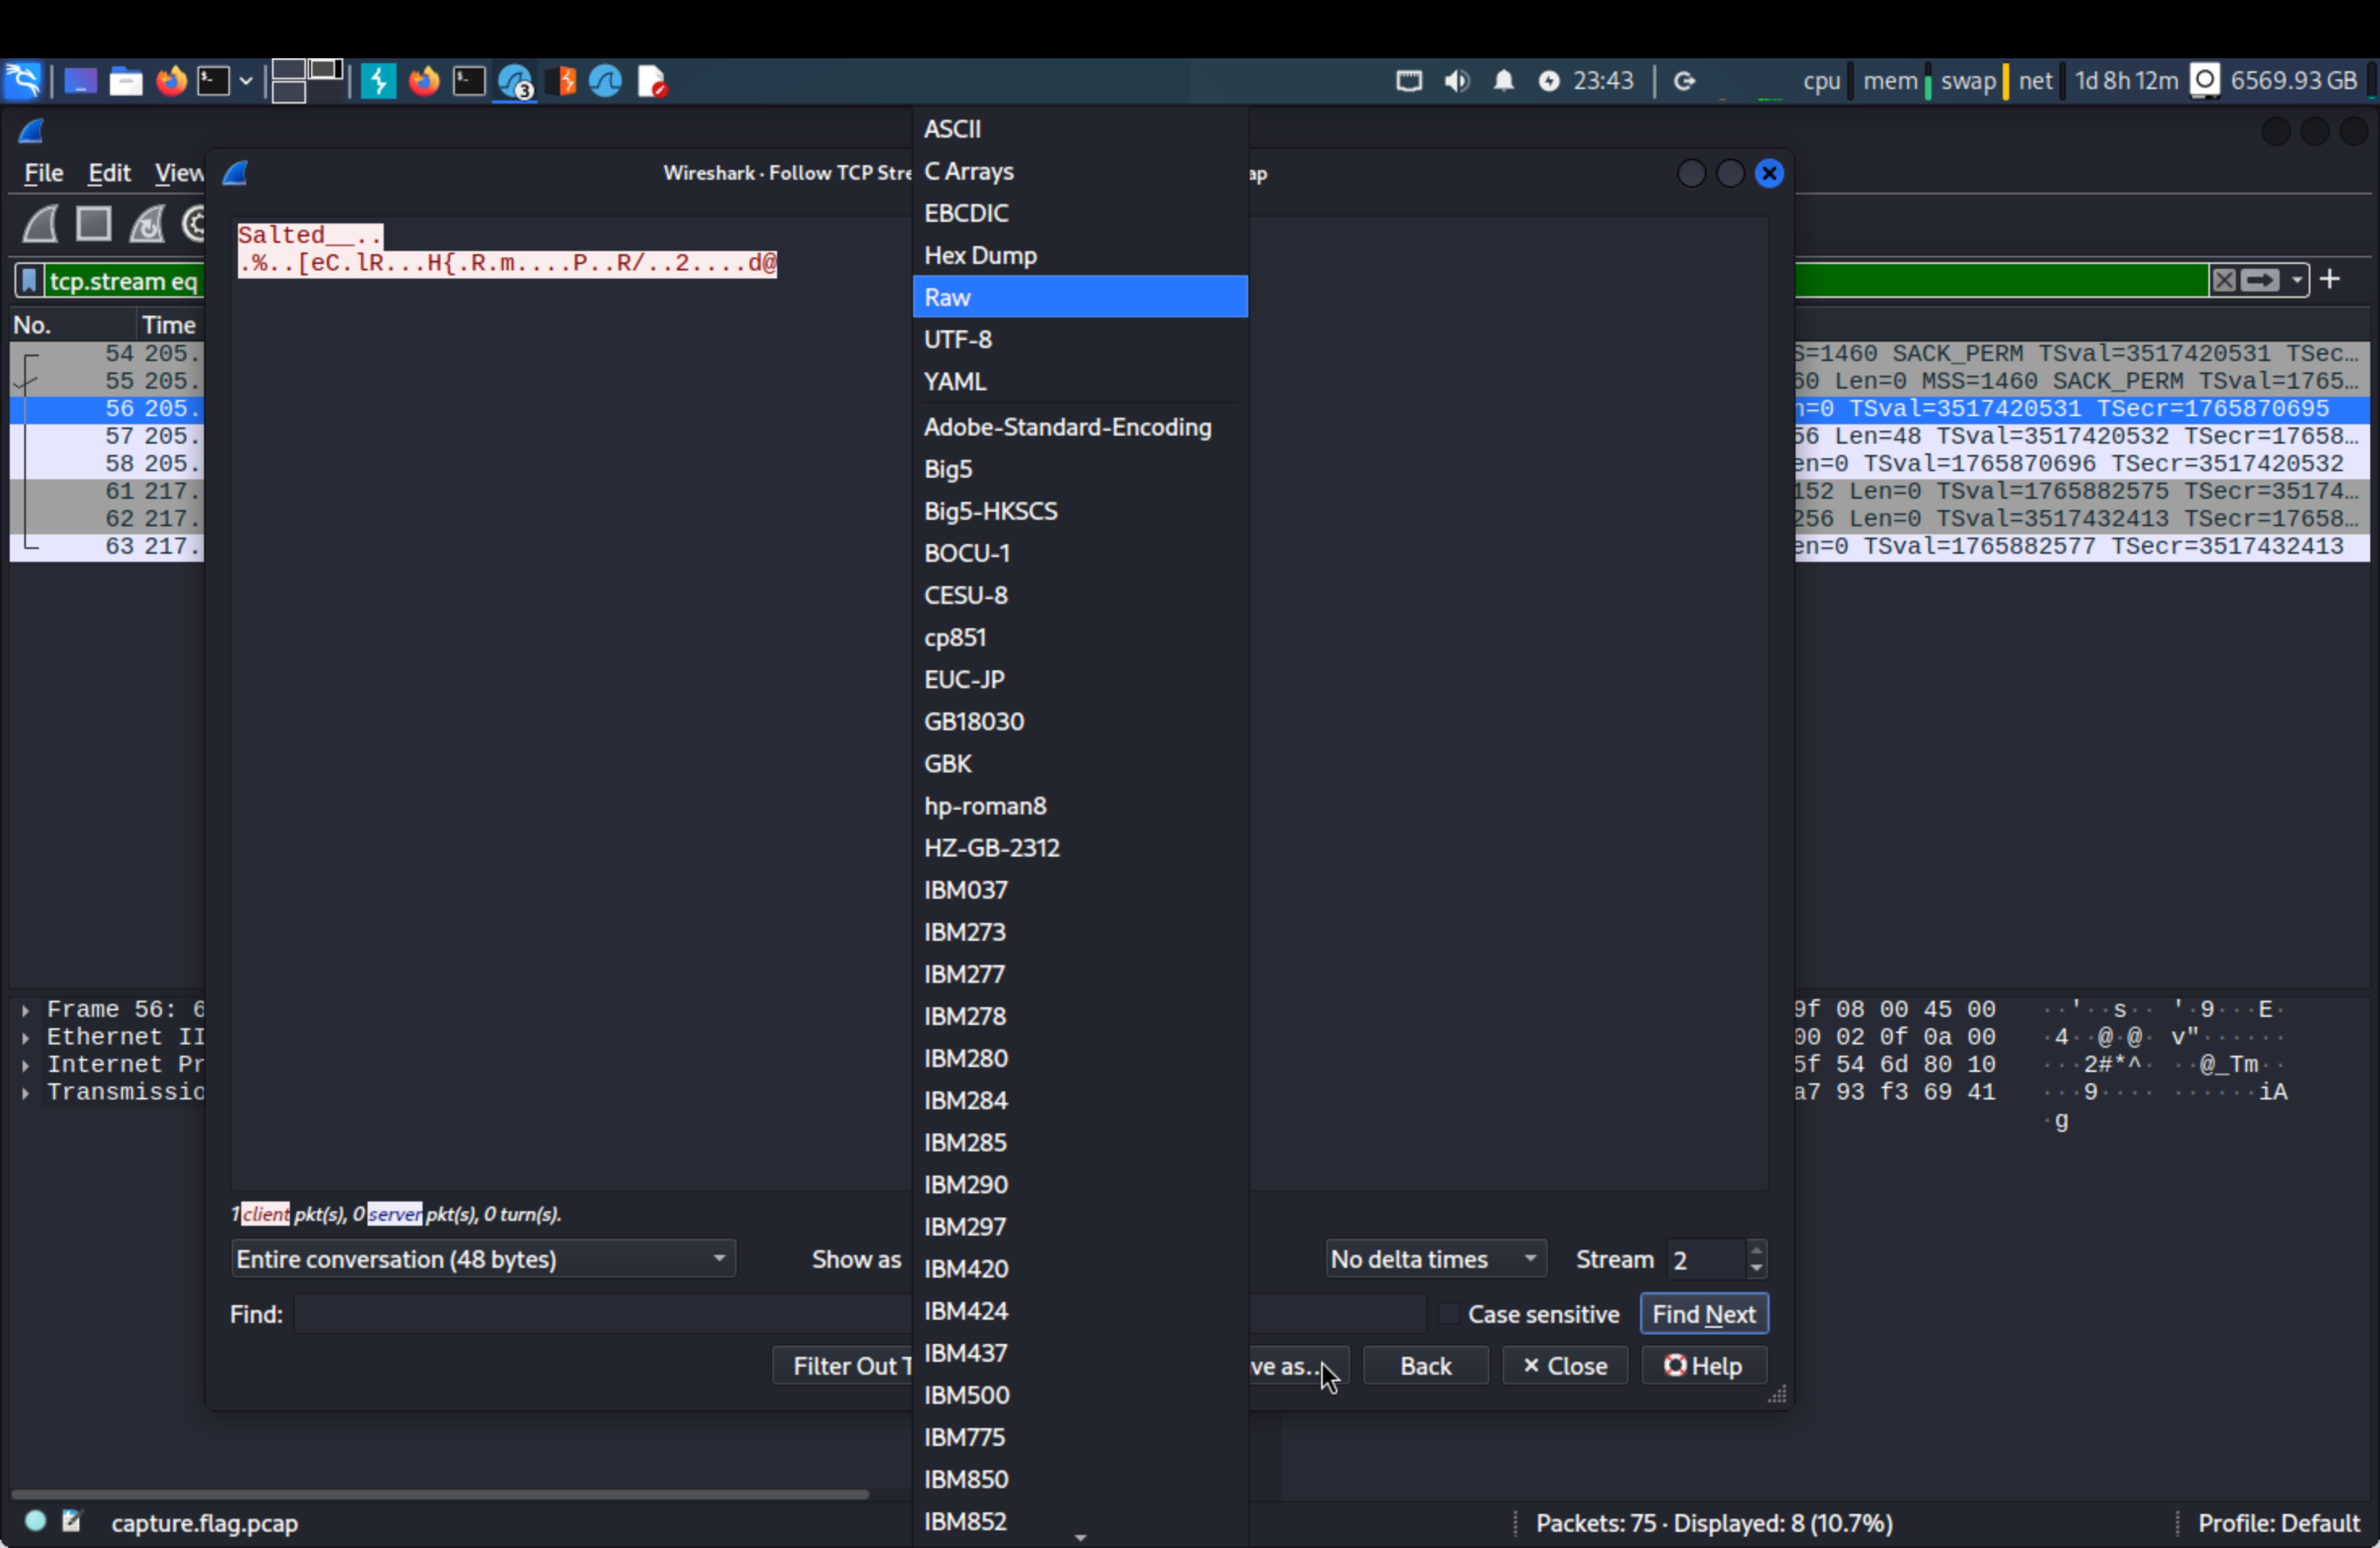 23:43
cpu mem swap net 1d 8h 12m 6569.93 GB
3
File Edit View
Wireshark · Follow TCP Stre
ap
Salted__..
.%..[eC.lR...H{.R.m....P..R/..2....d@
tcp.stream eq
No. Time
54 205.
55 205.
56 205.
57 205.
58 205.
61 217.
62 217.
63 217.
ASCII
C Arrays
EBCDIC
Hex Dump
Raw
UTF-8
YAML
Adobe-Standard-Encoding
Big5
Big5-HKSCS
BOCU-1
CESU-8
cp851
EUC-JP
GB18030
GBK
hp-roman8
HZ-GB-2312
IBM037
IBM273
IBM277
IBM278
IBM280
IBM284
IBM285
IBM290
IBM297
IBM420
IBM424
IBM437
IBM500
IBM775
IBM850
IBM852
S=1460 SACK_PERM TSval=3517420531 TSec…
60 Len=0 MSS=1460 SACK_PERM TSval=1765…
n=0 TSval=3517420531 TSecr=1765870695
56 Len=48 TSval=3517420532 TSecr=17658…
en=0 TSval=1765870696 TSecr=3517420532
152 Len=0 TSval=1765882575 TSecr=35174…
256 Len=0 TSval=3517432413 TSecr=17658…
en=0 TSval=1765882577 TSecr=3517432413
Frame 56: 6
Ethernet II
Internet Pr
Transmissio
9f 08 00 45 00 ··'··s·· '·9···E·
00 02 0f 0a 00 ·4··@·@· v"······
5f 54 6d 80 10 ···2#*^· ··@_Tm··
a7 93 f3 69 41 ···9···· ······iA
·g
1 client pkt(s), 0 server pkt(s), 0 turn(s).
Entire conversation (48 bytes) Show as No delta times Stream 2
Find: Case sensitive Find Next
Filter Out T ve as… Back × Close Help
capture.flag.pcap Packets: 75 · Displayed: 8 (10.7%) Profile: Default